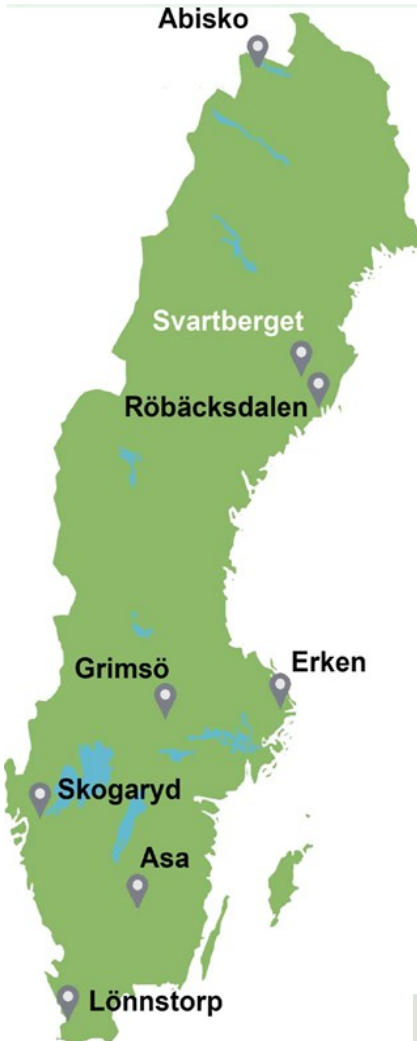 Abisko
Svartberget
Röbäcksdalen
Erken
Grimsö
Skogaryd
Asa
Lönnstorp